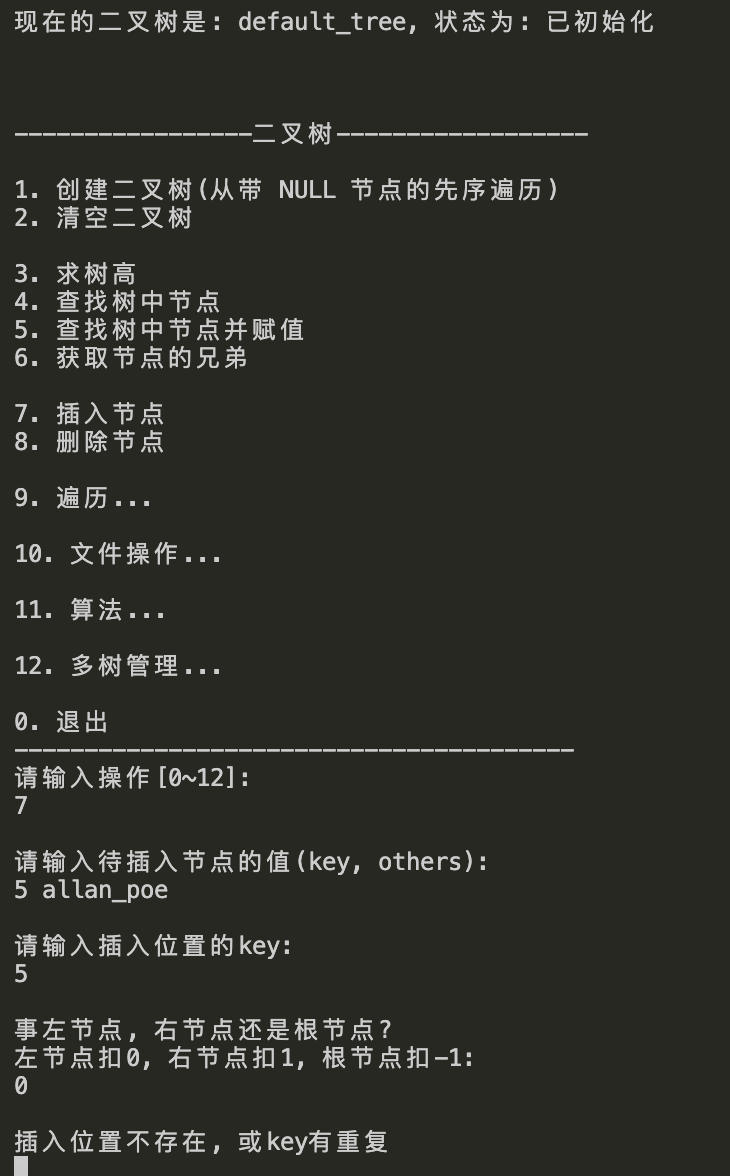 现在的二叉树是: default_tree, 状态为: 已初始化
-----------------二叉树------------------
1. 创建二叉树(从带 NULL 节点的先序遍历)
2. 清空二叉树
3. 求树高
4. 查找树中节点
5. 查找树中节点并赋值
6. 获取节点的兄弟
7. 插入节点
8. 删除节点
9. 遍历...
10. 文件操作...
11. 算法...
12. 多树管理...
0. 退出
----------------------------------------
请输入操作[0~12]:
7
请输入待插入节点的值(key, others):
5 allan_poe
请输入插入位置的key:
5
事左节点, 右节点还是根节点?
左节点扣0, 右节点扣1, 根节点扣-1:
0
插入位置不存在, 或key有重复